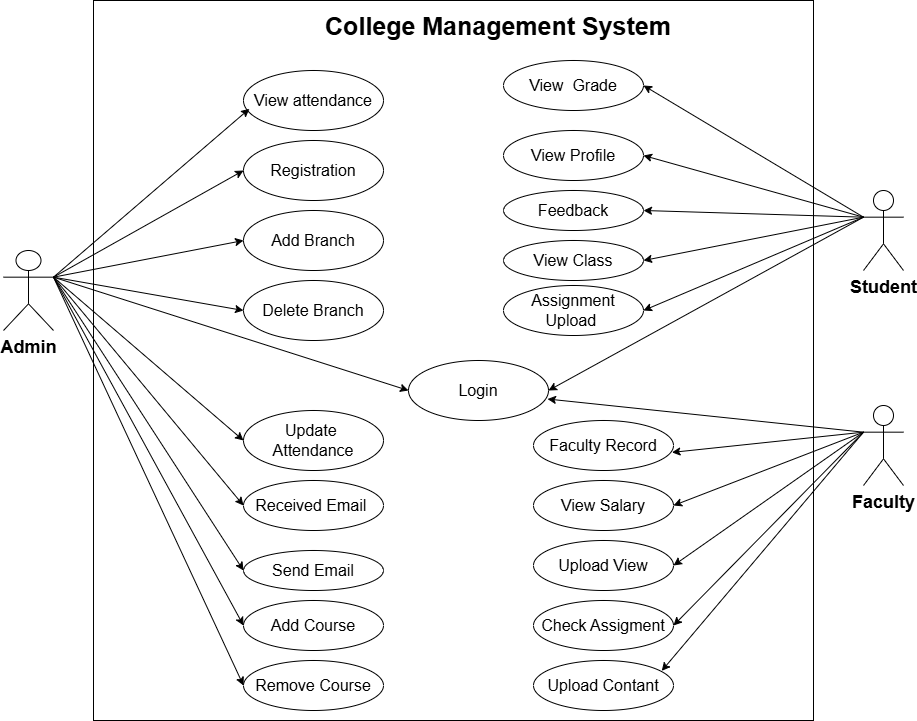 College Management System
View attendance
Registration
Add Branch
Delete Branch
Admin
View  Grade
View Profile
Feedback
View Class
Assignment
Upload
Student
Login
Update
Attendance
Received Email
Send Email
Add Course
Remove Course
Faculty Record
View Salary
Upload View
Check Assigment
Upload Contant
Faculty